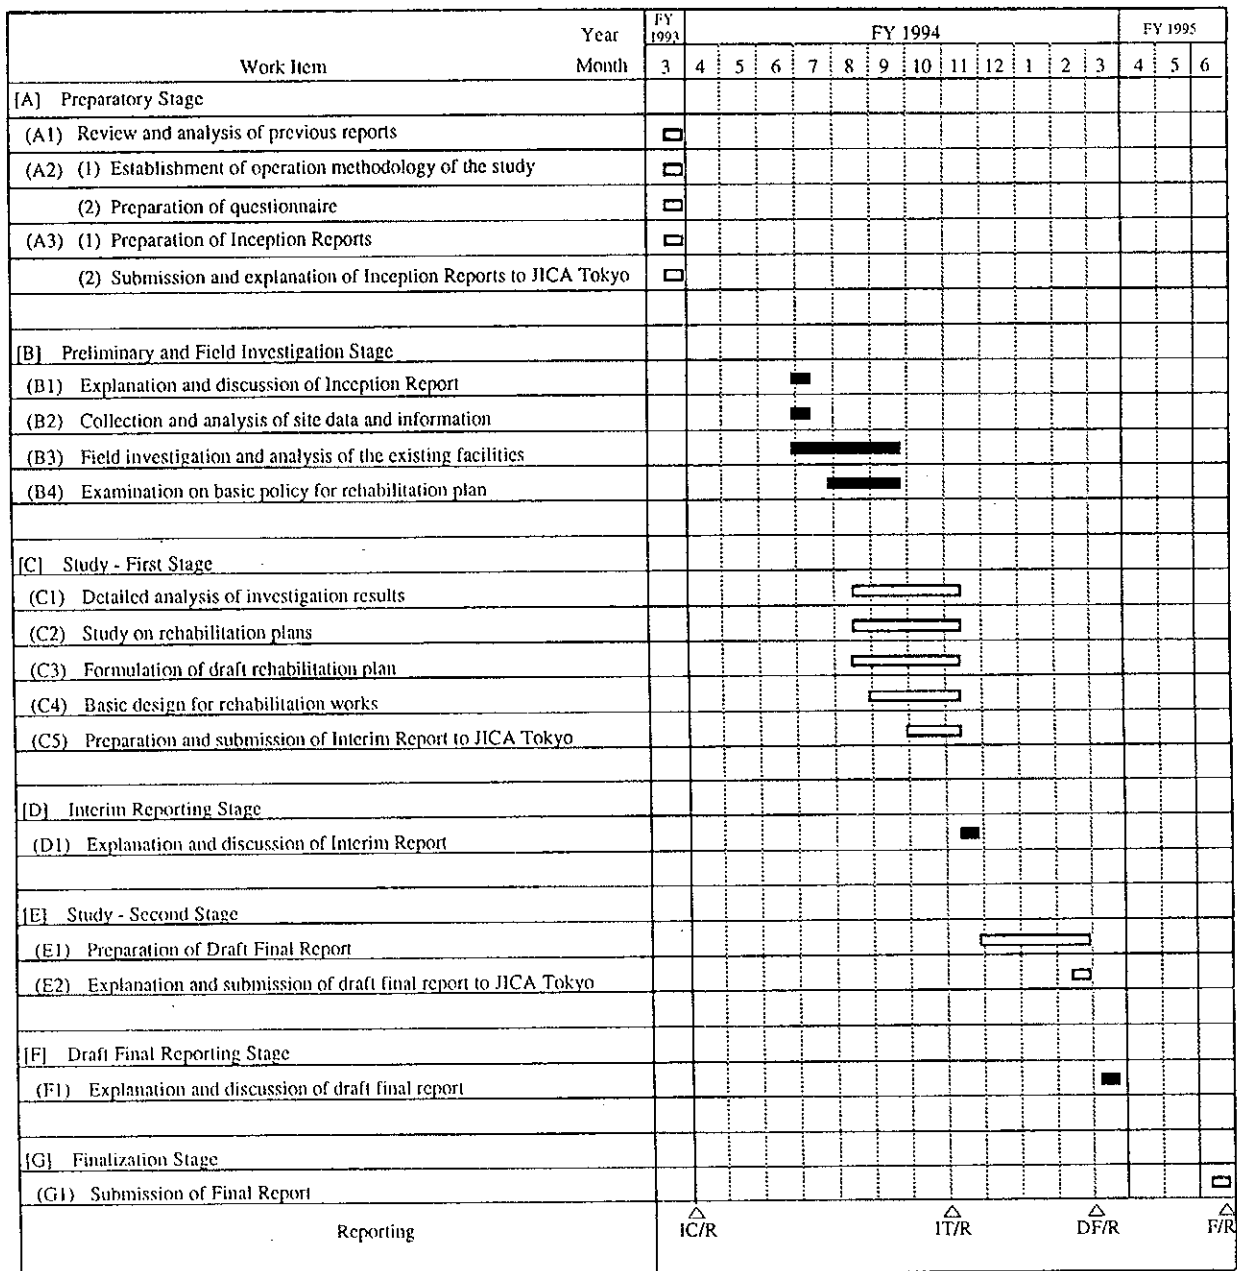 Year FY 1993 FY 1994 FY 1995
Work Item Month 3 4 5 6 7 8 9 10 11 12 1 2 3 4 5 6
[A] Preparatory Stage
(A1) Review and analysis of previous reports
(A2) (1) Establishment of operation methodology of the study
(2) Preparation of questionnaire
(A3) (1) Preparation of Inception Reports
(2) Submission and explanation of Inception Reports to JICA Tokyo
[B] Preliminary and Field Investigation Stage
(B1) Explanation and discussion of Inception Report
(B2) Collection and analysis of site data and information
(B3) Field investigation and analysis of the existing facilities
(B4) Examination on basic policy for rehabilitation plan
[C] Study - First Stage
(C1) Detailed analysis of investigation results
(C2) Study on rehabilitation plans
(C3) Formulation of draft rehabilitation plan
(C4) Basic design for rehabilitation works
(C5) Preparation and submission of Interim Report to JICA Tokyo
[D] Interim Reporting Stage
(D1) Explanation and discussion of Interim Report
[E] Study - Second Stage
(E1) Preparation of Draft Final Report
(E2) Explanation and submission of draft final report to JICA Tokyo
[F] Draft Final Reporting Stage
(F1) Explanation and discussion of draft final report
[G] Finalization Stage
(G1) Submission of Final Report
Reporting IC/R IT/R DF/R F/R